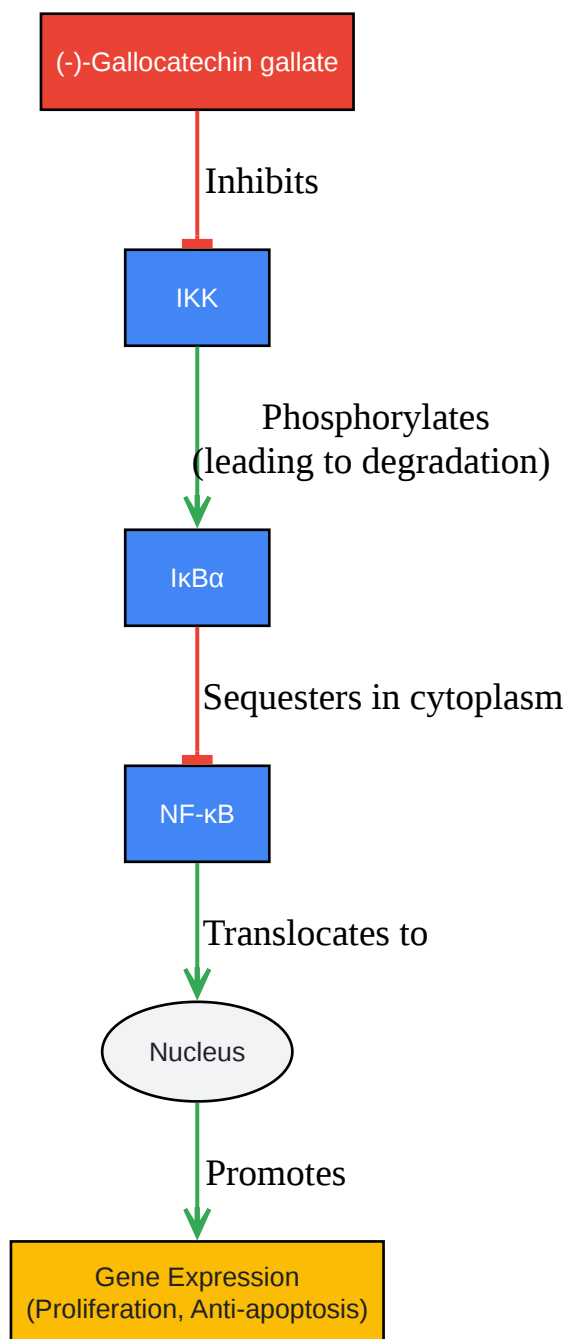 (-)-Gallocatechin gallate
Inhibits
IKK
Phosphorylates
(leading to degradation)
IκBα
Sequesters in cytoplasm
NF-κB
Translocates to
Nucleus
Promotes
Gene Expression
(Proliferation, Anti-apoptosis)